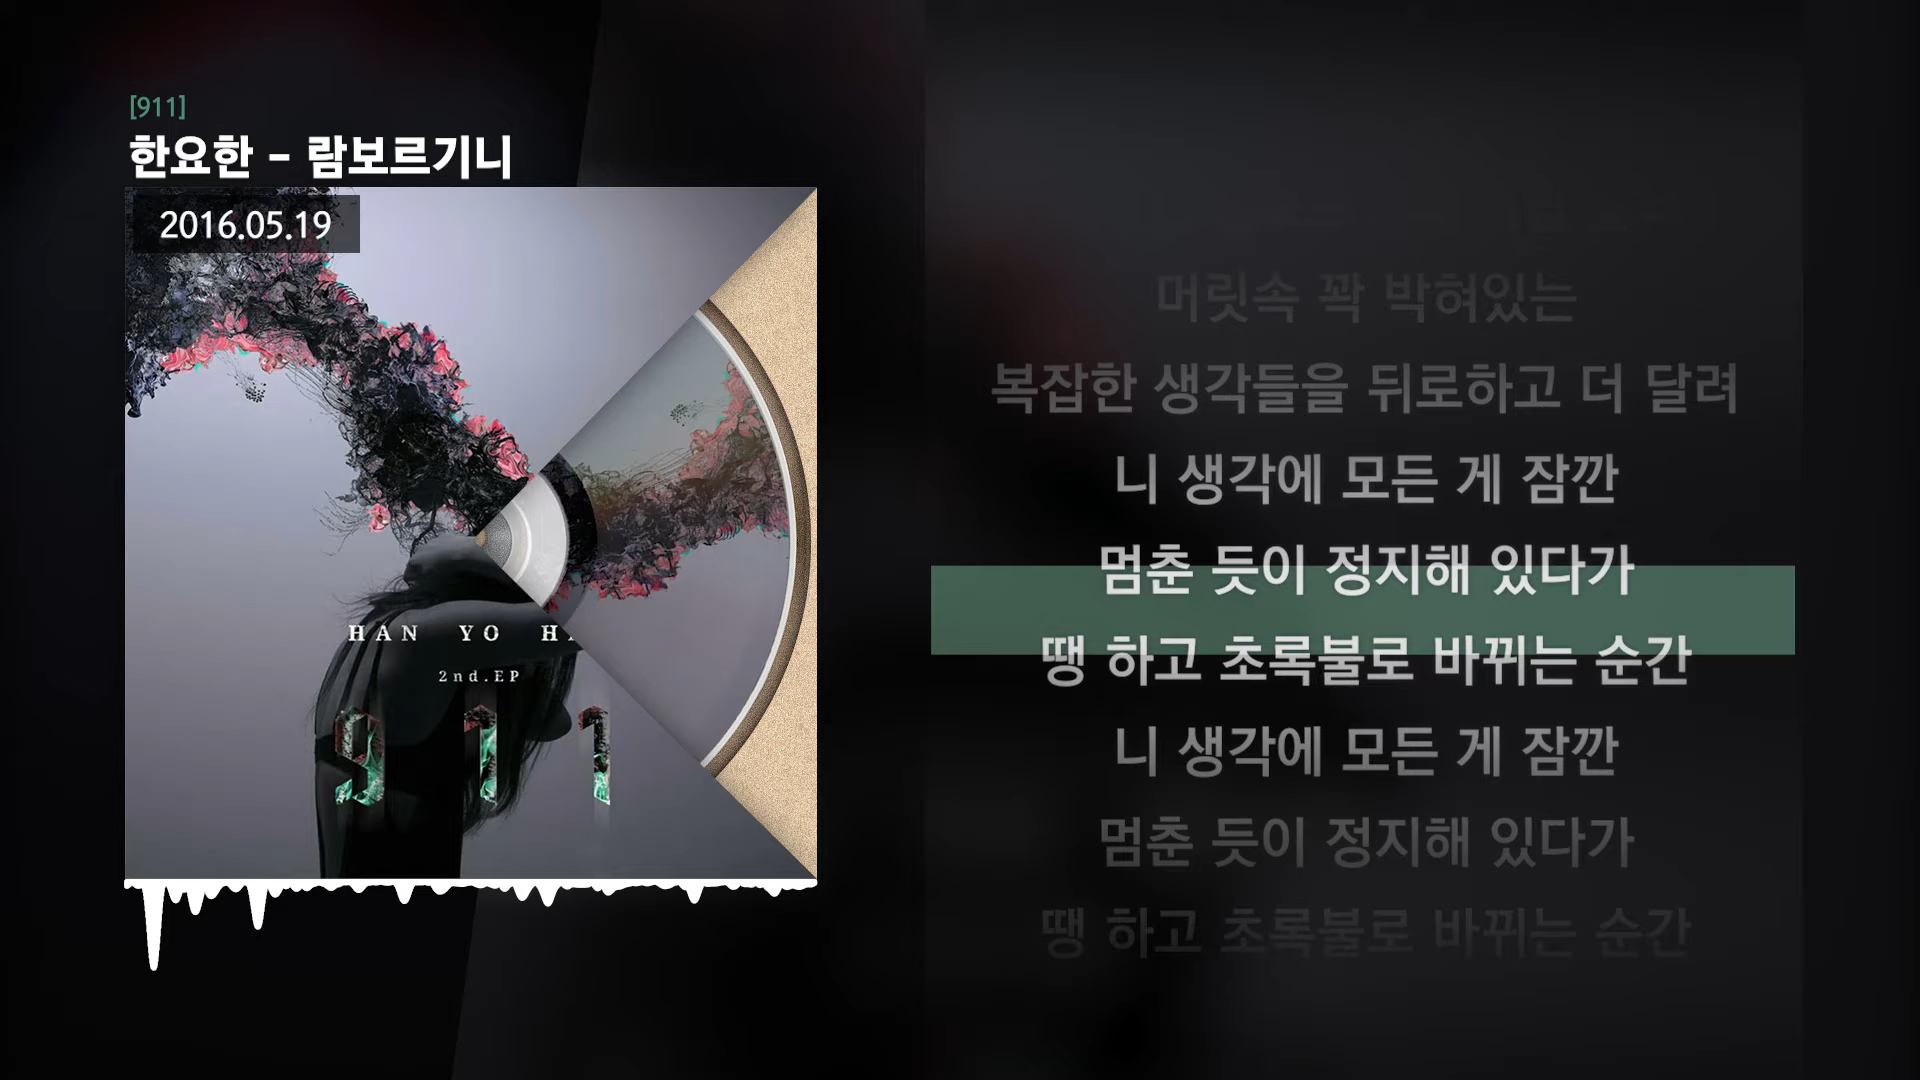 [911]
한요한 - 람보르기니
2016.05.19
HAN YO H
2nd.EP
911
머릿속 꽉 박혀있는
복잡한 생각들을 뒤로하고 더 달려
니 생각에 모든 게 잠깐
멈춘 듯이 정지해 있다가
땡 하고 초록불로 바뀌는 순간
니 생각에 모든 게 잠깐
멈춘 듯이 정지해 있다가
땡 하고 초록불로 바뀌는 순간